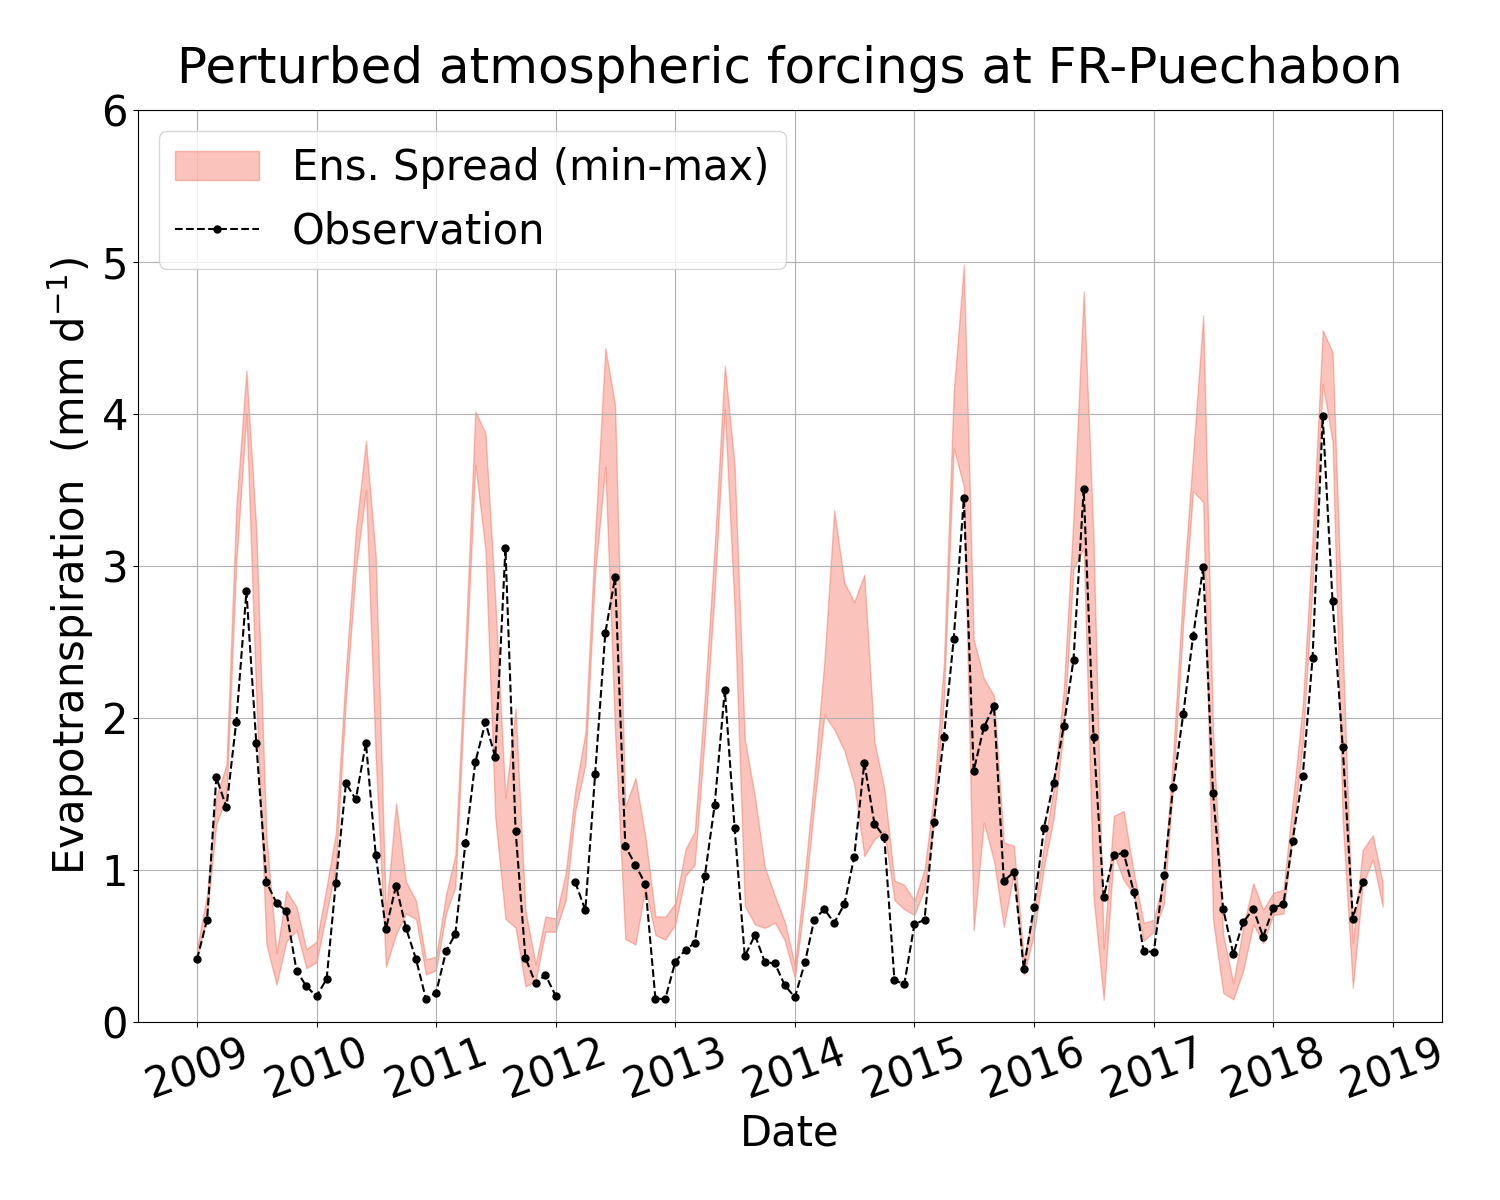 Perturbed atmospheric forcings at FR-Puechabon
6
5
4
3
2
1
0
Evapotranspiration (mm d⁻¹)
Ens. Spread (min-max)
Observation
2009 2010 2011 2012 2013 2014 2015 2016 2017 2018 2019
Date